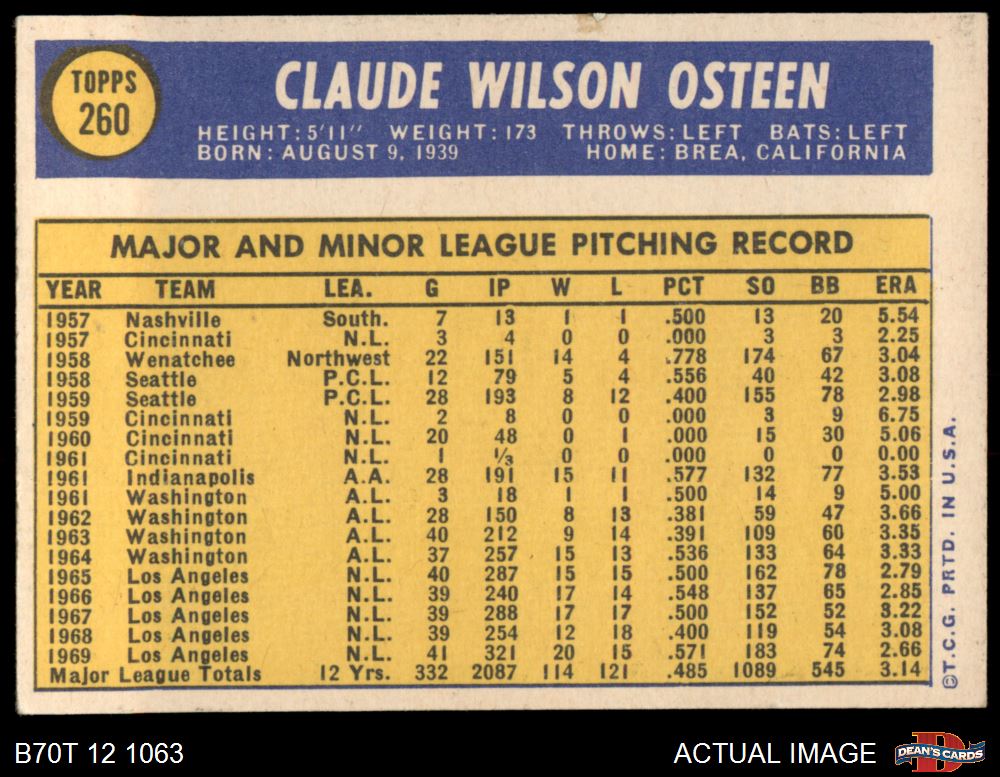 TOPPS
260
CLAUDE WILSON OSTEEN
HEIGHT: 5'11" WEIGHT: 173 THROWS: LEFT BATS: LEFT
BORN: AUGUST 9, 1939 HOME: BREA, CALIFORNIA
MAJOR AND MINOR LEAGUE PITCHING RECORD
YEAR TEAM LEA. G IP W L PCT SO BB ERA
1957 Nashville South. 7 13 1 1 .500 13 20 5.54
1957 Cincinnati N.L. 3 4 0 0 .000 3 3 2.25
1958 Wenatchee Northwest 22 151 14 4 .778 174 67 3.04
1958 Seattle P.C.L. 12 79 5 4 .556 40 42 3.08
1959 Seattle P.C.L. 28 193 8 12 .400 155 78 2.98
1959 Cincinnati N.L. 2 8 0 0 .000 3 9 6.75
1960 Cincinnati N.L. 20 48 0 1 .000 15 30 5.06
1961 Cincinnati N.L. 1 ⅓ 0 0 .000 0 0 0.00
1961 Indianapolis A.A. 28 191 15 11 .577 132 77 3.53
1961 Washington A.L. 3 18 1 1 .500 14 9 5.00
1962 Washington A.L. 28 150 8 13 .381 59 47 3.66
1963 Washington A.L. 40 212 9 14 .391 109 60 3.35
1964 Washington A.L. 37 257 15 13 .536 133 64 3.33
1965 Los Angeles N.L. 40 287 15 15 .500 162 78 2.79
1966 Los Angeles N.L. 39 240 17 14 .548 137 65 2.85
1967 Los Angeles N.L. 39 288 17 17 .500 152 52 3.22
1968 Los Angeles N.L. 39 254 12 18 .400 119 54 3.08
1969 Los Angeles N.L. 41 321 20 15 .571 183 74 2.66
Major League Totals 12 Yrs. 332 2087 114 121 .485 1089 545 3.14
©T.C.G. PRTD. IN U.S.A.
B70T 12 1063 ACTUAL IMAGE
DEAN'S CARDS